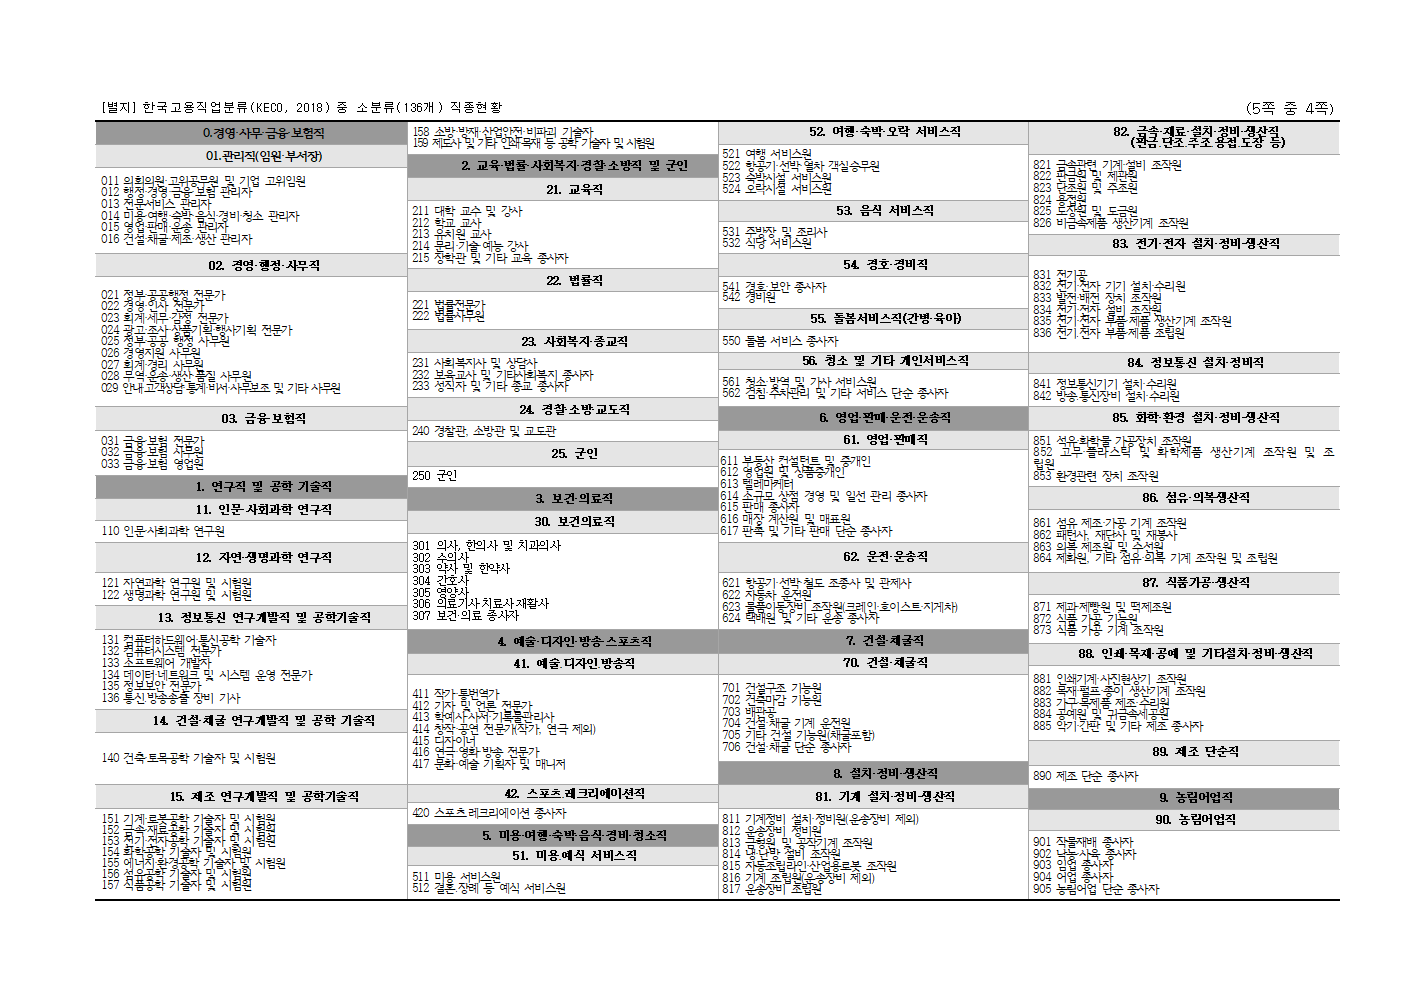 [별지] 한국고용직업분류(KECO, 2018) 중 소분류(136개) 직종현황
(5쪽 중 4쪽)
0.경영·사무·금융·보험직
01.관리직(임원·부서장)
011 의회의원·고위공무원 및 기업 고위임원
012 행정·경영·금융·보험 관리자
013 전문서비스 관리자
014 미용·여행·숙박·음식·경비·청소 관리자
015 영업·판매·운송 관리자
016 건설·채굴·제조·생산 관리자
02. 경영·행정·사무직
021 정부·공공행정 전문가
022 경영·인사 전문가
023 회계·세무·감정 전문가
024 광고·조사·상품기획·행사기획 전문가
025 정부·공공 행정 사무원
026 경영지원 사무원
027 회계·경리 사무원
028 무역·운송·생산·품질 사무원
029 안내·고객상담·통계·비서·사무보조 및 기타 사무원
03. 금융·보험직
031 금융·보험 전문가
032 금융·보험 사무원
033 금융·보험 영업원
1. 연구직 및 공학 기술직
11. 인문·사회과학 연구직
110 인문·사회과학 연구원
12. 자연·생명과학 연구직
121 자연과학 연구원 및 시험원
122 생명과학 연구원 및 시험원
13. 정보통신 연구개발직 및 공학기술직
131 컴퓨터하드웨어·통신공학 기술자
132 컴퓨터시스템 전문가
133 소프트웨어 개발자
134 데이터·네트워크 및 시스템 운영 전문가
135 정보보안 전문가
136 통신.방송송출 장비 기사
14. 건설·채굴 연구개발직 및 공학 기술직
140 건축·토목공학 기술자 및 시험원
15. 제조 연구개발직 및 공학기술직
151 기계·로봇공학 기술자 및 시험원
152 금속·재료공학 기술자 및 시험원
153 전기·전자공학 기술자 및 시험원
154 화학공학 기술자 및 시험원
155 에너지·환경공학 기술자 및 시험원
156 섬유공학 기술자 및 시험원
157 식품공학 기술자 및 시험원
158 소방·방재·산업안전·비파괴 기술자
159 제도사 및 기타 인쇄·목재 등 공학 기술자 및 시험원
2. 교육·법률·사회복지·경찰·소방직 및 군인
21. 교육직
211 대학 교수 및 강사
212 학교 교사
213 유치원 교사
214 문리·기술·예능 강사
215 장학관 및 기타 교육 종사자
22. 법률직
221 법률전문가
222 법률사무원
23. 사회복지·종교직
231 사회복지사 및 상담사
232 보육교사 및 기타사회복지 종사자
233 성직자 및 기타 종교 종사자
24. 경찰·소방·교도직
240 경찰관, 소방관 및 교도관
25. 군인
250 군인
3. 보건·의료직
30. 보건의료직
301 의사, 한의사 및 치과의사
302 수의사
303 약사 및 한약사
304 간호사
305 영양사
306 의료기사·치료사·재활사
307 보건·의료 종사자
4. 예술·디자인·방송·스포츠직
41. 예술.디자인.방송직
411 작가·통번역가
412 기자 및 언론 전문가
413 학예사·사서·기록물관리사
414 창작·공연 전문가(작가, 연극 제외)
415 디자이너
416 연극·영화·방송 전문가
417 문화·예술 기획자 및 매니저
42. 스포츠.레크리에이션직
420 스포츠.레크리에이션 종사자
5. 미용·여행·숙박·음식·경비·청소직
51. 미용.예식 서비스직
511 미용 서비스원
512 결혼·장례 등 예식 서비스원
52. 여행·숙박·오락 서비스직
521 여행 서비스원
522 항공기·선박·열차 객실승무원
523 숙박시설 서비스원
524 오락시설 서비스원
53. 음식 서비스직
531 주방장 및 조리사
532 식당 서비스원
54. 경호·경비직
541 경호·보안 종사자
542 경비원
55. 돌봄서비스직(간병·육아)
550 돌봄 서비스 종사자
56. 청소 및 기타 개인서비스직
561 청소·방역 및 가사 서비스원
562 검침·주차관리 및 기타 서비스 단순 종사자
6. 영업·판매·운전·운송직
61. 영업·판매직
611 부동산 컨설턴트 및 중개인
612 영업원 및 상품중개인
613 텔레마케터
614 소규모 상점 경영 및 일선 관리 종사자
615 판매 종사자
616 매장 계산원 및 매표원
617 판촉 및 기타 판매 단순 종사자
62. 운전·운송직
621 항공기·선박·철도 조종사 및 관제사
622 자동차 운전원
623 물품이동장비 조작원(크레인·호이스트·지게차)
624 택배원 및 기타 운송 종사자
7. 건설·채굴직
70. 건설·채굴직
701 건설구조 기능원
702 건축마감 기능원
703 배관공
704 건설·채굴 기계 운전원
705 기타 건설 기능원(채굴포함)
706 건설·채굴 단순 종사자
8. 설치·정비·생산직
81. 기계 설치·정비·생산직
811 기계정비 설치·정비원(운송장비 제외)
812 운송장비 정비원
813 금형원 및 공작기계 조작원
814 냉·난방 설비 조작원
815 자동조립라인·산업용로봇 조작원
816 기계 조립원(운송장비 제외)
817 운송장비 조립원
82. 금속·재료·설치·정비·생산직
(판금.단조.주조.용접.도장 등)
821 금속관련 기계·설비 조작원
822 판금원 및 제관원
823 단조원 및 주조원
824 용접원
825 도장원 및 도금원
826 비금속제품 생산기계 조작원
83. 전기·전자 설치·정비·생산직
831 전기공
832 전기·전자 기기 설치·수리원
833 발전·배전 장치 조작원
834 전기·전자 설비 조작원
835 전기·전자 부품·제품 생산기계 조작원
836 전기.전자 부품·제품 조립원
84. 정보통신 설치·정비직
841 정보통신기기 설치·수리원
842 방송·통신장비 설치·수리원
85. 화학·환경 설치·정비·생산직
851 석유·화학물 가공장치 조작원
852 고무·플라스틱 및 화학제품 생산기계 조작원 및 조
립원
853 환경관련 장치 조작원
86. 섬유·의복생산직
861 섬유 제조·가공 기계 조작원
862 패턴사, 재단사 및 재봉사
863 의복 제조원 및 수선원
864 제화원, 기타 섬유·의복 기계 조작원 및 조립원
87. 식품가공·생산직
871 제과·제빵원 및 떡제조원
872 식품 가공 기능원
873 식품 가공 기계 조작원
88. 인쇄·목재·공예 및 기타설치·정비·생산직
881 인쇄기계·사진현상기 조작원
882 목재·펄프·종이 생산기계 조작원
883 가구·목제품 제조·수리원
884 공예원 및 귀금속세공원
885 악기·간판 및 기타 제조 종사자
89. 제조 단순직
890 제조 단순 종사자
9. 농림어업직
90. 농림어업직
901 작물재배 종사자
902 낙농·사육 종사자
903 임업 종사자
904 어업 종사자
905 농림어업 단순 종사자